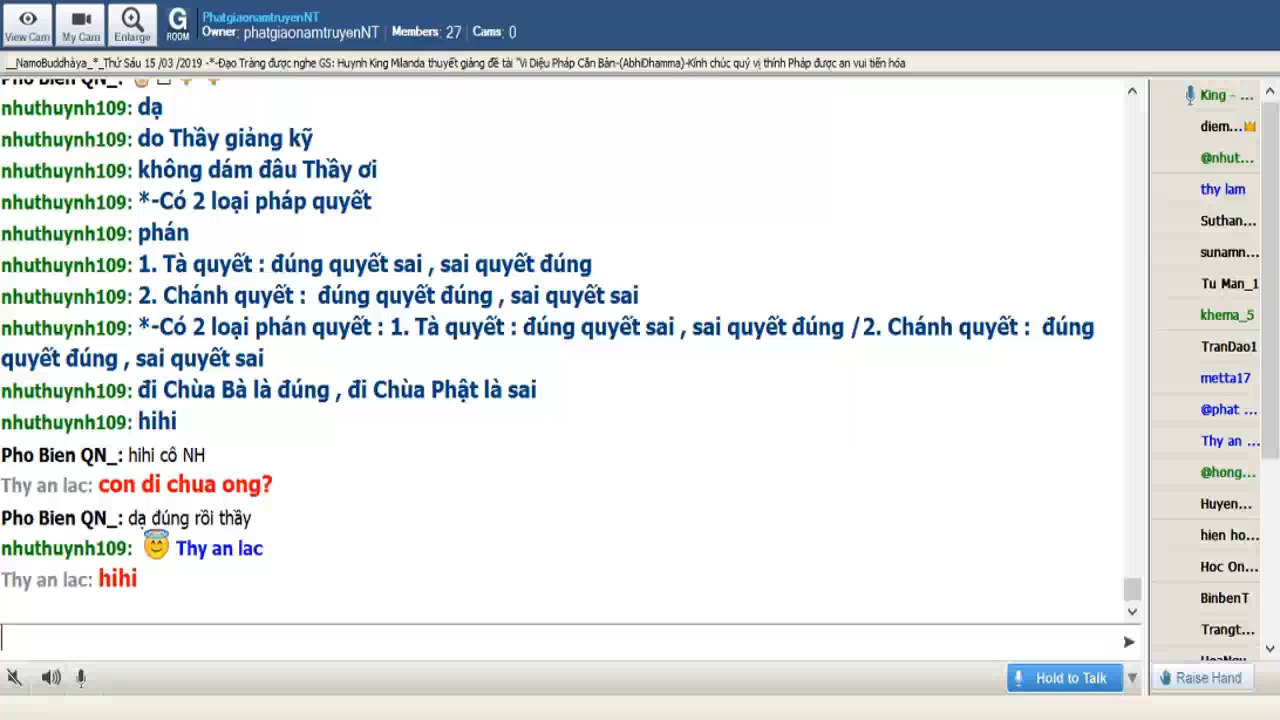 View Cam
My Cam
Enlarge
G
ROOM
PhatgiaonamtruyenNT
Owner: phatgiaonamtruyenNT Members: 27 Cams: 0
__NamoBuddhàya_*_Thứ Sáu 15 /03 /2019 -*-Đạo Tràng được nghe GS: Huynh King Milanda thuyết giảng đề tài "Vi Diệu Pháp Căn Bản-(AbhiDhamma)-Kính chúc quý vị thính Pháp được an vui tiến hóa
Pho Bien QN_:
nhuthuynh109: dạ
nhuthuynh109: do Thầy giảng kỹ
nhuthuynh109: không dám đâu Thầy ơi
nhuthuynh109: *-Có 2 loại pháp quyết
nhuthuynh109: phán
nhuthuynh109: 1. Tà quyết : đúng quyết sai , sai quyết đúng
nhuthuynh109: 2. Chánh quyết : đúng quyết đúng , sai quyết sai
nhuthuynh109: *-Có 2 loại phán quyết : 1. Tà quyết : đúng quyết sai , sai quyết đúng /2. Chánh quyết : đúng
quyết đúng , sai quyết sai
nhuthuynh109: đi Chùa Bà là đúng , đi Chùa Phật là sai
nhuthuynh109: hihi
Pho Bien QN_: hihi cô NH
Thy an lac: con di chua ong?
Pho Bien QN_: dạ đúng rồi thầy
nhuthuynh109: Thy an lac
Thy an lac: hihi
King - ...
diem...
@nhut...
thy lam
Suthan...
sunamn...
Tu Man_1
khema_5
TranDao1
metta17
@phat ...
Thy an ...
@hong...
Huyen...
hien ho...
Hoc On...
BinbenT
Trangt...
HoaNgu...
Hold to Talk
Raise Hand